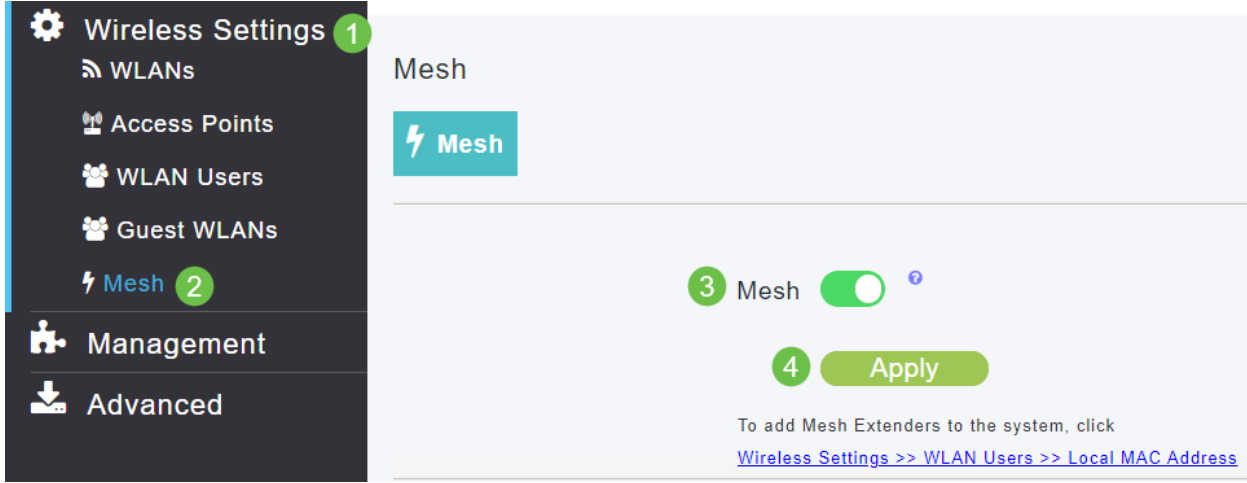 Wireless Settings 1
WLANs
Access Points
WLAN Users
Guest WLANs
Mesh 2
Management
Advanced
Mesh
Mesh
3 Mesh ?
4 Apply
To add Mesh Extenders to the system, click
Wireless Settings >> WLAN Users >> Local MAC Address